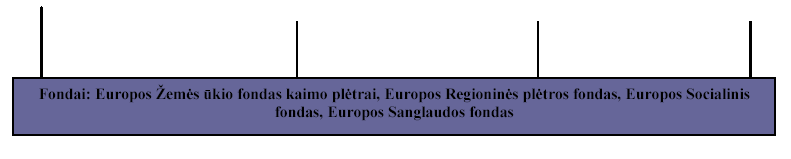 Fondai: Europos Žemės ūkio fondas kaimo plėtrai, Europos Regioninės plėtros fondas, Europos Socialinis
fondas, Europos Sanglaudos fondas